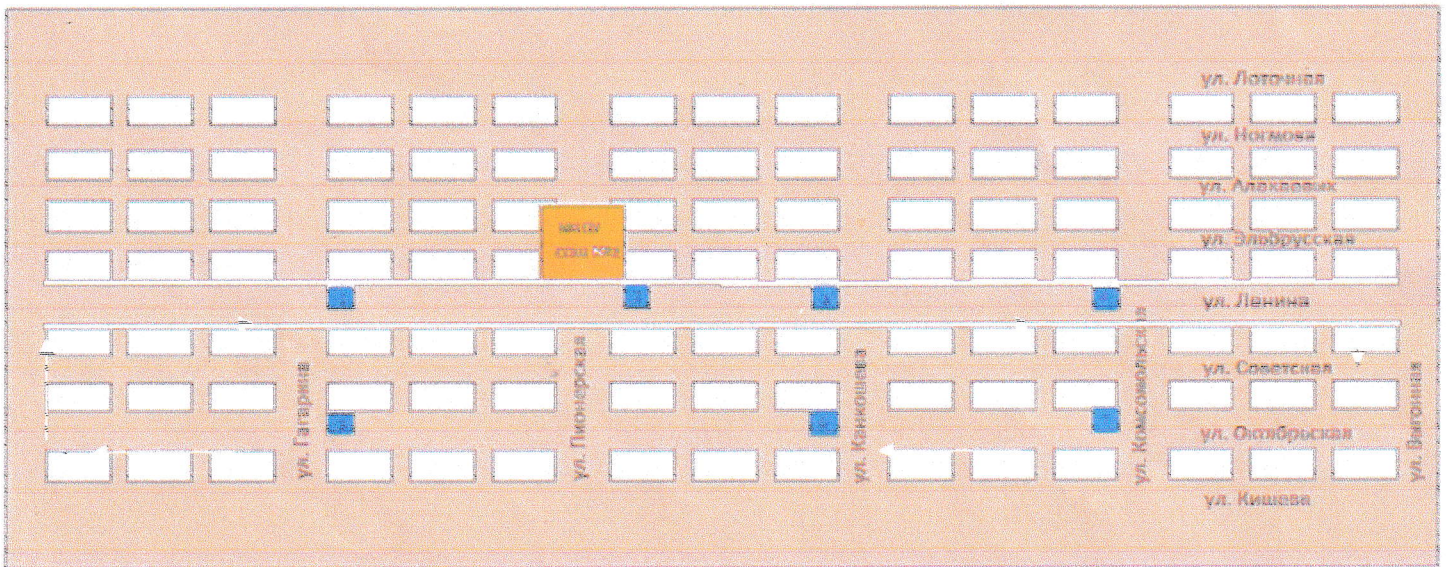 ул. Лоточная
ул. Ногмова
ул. Алакаевых
ул. Эльбрусская
ул. Ленина
ул. Советская
ул. Октябрьская
ул. Кишева
ул. Гагарина
ул. Пионерская
ул. Канкошева
ул. Комсомольская
ул. Выгонная